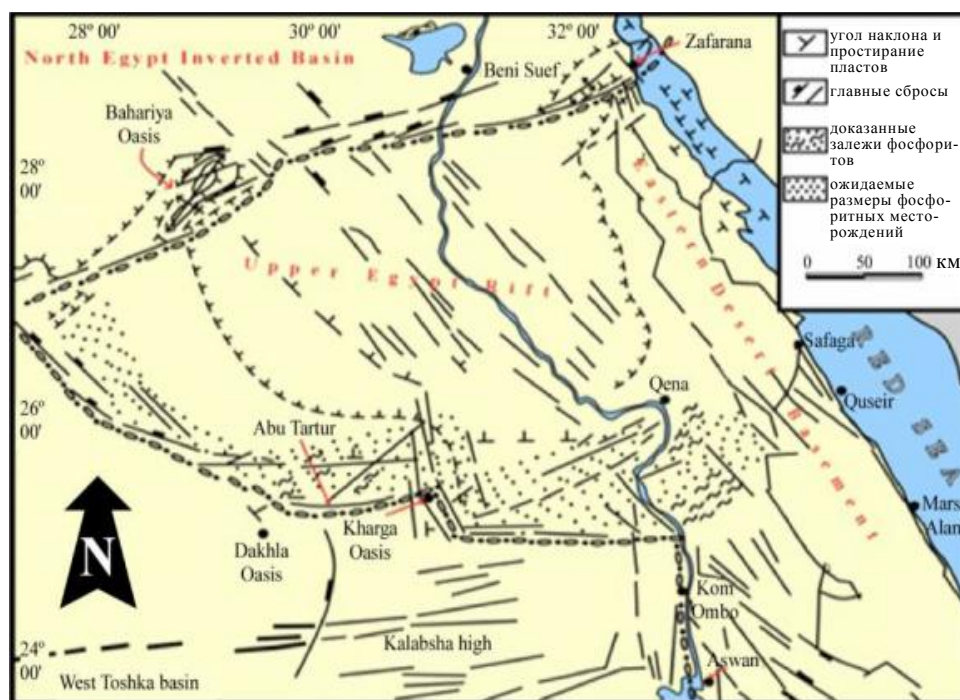 28° 00'
30° 00'
32° 00'
North Egypt Inverted Basin
Zafarana
Beni Suef
Bahariya
Oasis
28°
00'
Eastern Desert Basement
Upper Egypt Rift
Safaga
RED SEA
Qena
Quseir
26°
00'
Abu Tartur
Kharga
Oasis
Dakhla
Oasis
Mars
Alan
N
Kom
Ombo
Kalabsha high
24°
00'
Aswan
West Toshka basin
угол наклона и
простирание
пластов
главные сбросы
доказанные
залежи фосфори-
тов
ожидаемые
размеры фосфо-
ритных место-
рождений
0 50 100 км